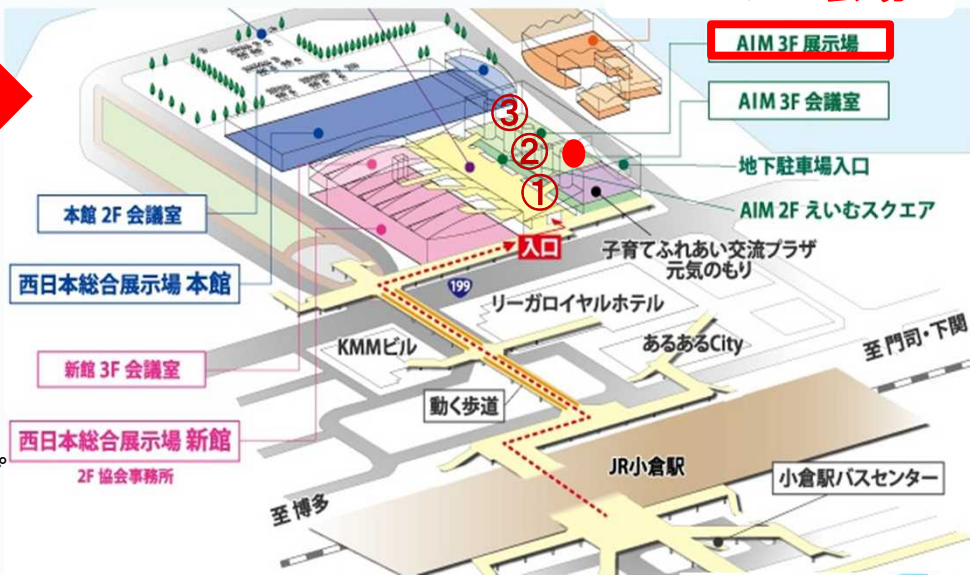 AIM 3F 展示場
AIM 3F 会議室
③
②
①
地下駐車場入口
AIM 2F えいむスクエア
本館 2F 会議室
入口
子育てふれあい交流プラザ
元気のもり
西日本総合展示場 本館
199
リーガロイヤルホテル
KMMビル
あるあるCity
至 門司・下関
新館 3F 会議室
動く歩道
西日本総合展示場 新館
2F 協会事務所
JR小倉駅
小倉駅バスセンター
至 博多